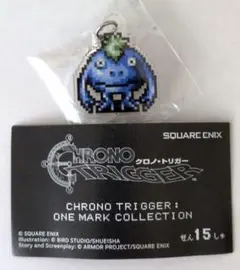 SQUARE ENIX
CHRONO
クロノ・トリガー
TRIGGER
CHRONO TRIGGER:
ONE MARK COLLECTION
© SQUARE ENIX
Illustration: © BIRD STUDIO/SHUEISHA
Story and Screenplay: © ARMOR PROJECT/SQUARE ENIX
ぜん15しゅ